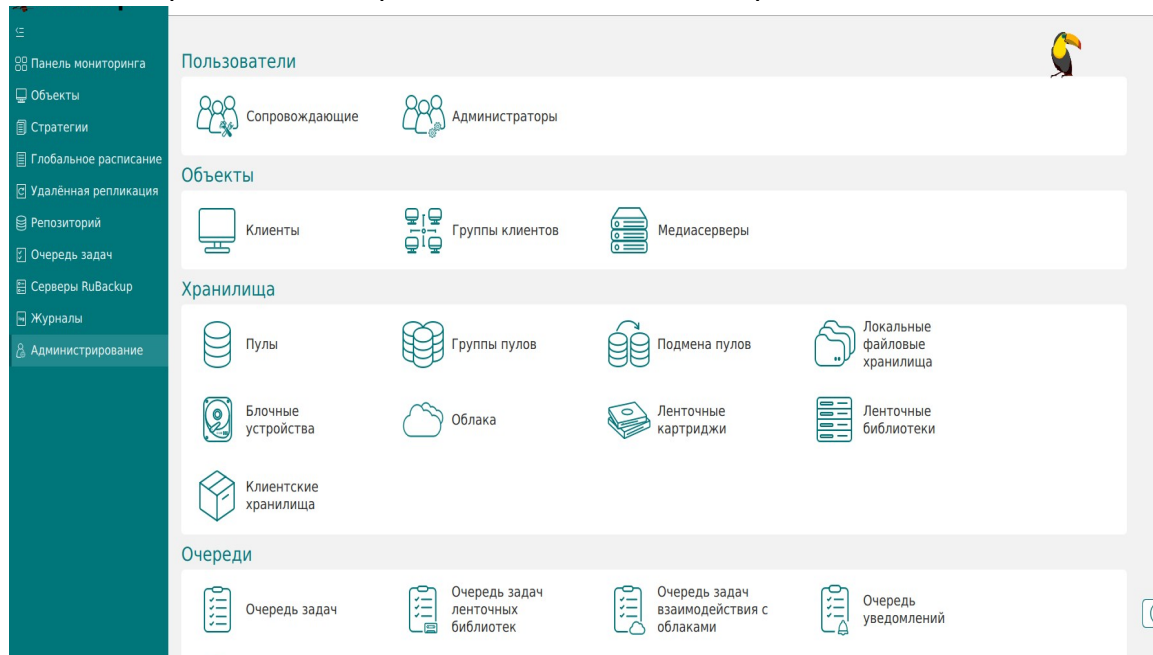 Панель мониторинга
Объекты
Стратегии
Глобальное расписание
Удалённая репликация
Репозиторий
Очередь задач
Серверы RuBackup
Журналы
Администрирование
Пользователи
Сопровождающие
Администраторы
Объекты
Клиенты
Группы клиентов
Медиасерверы
Хранилища
Пулы
Группы пулов
Подмена пулов
Локальные
файловые
хранилища
Блочные
устройства
Облака
Ленточные
картриджи
Ленточные
библиотеки
Клиентские
хранилища
Очереди
Очередь задач
Очередь задач
ленточных
библиотек
Очередь задач
взаимодействия с
облаками
Очередь
уведомлений